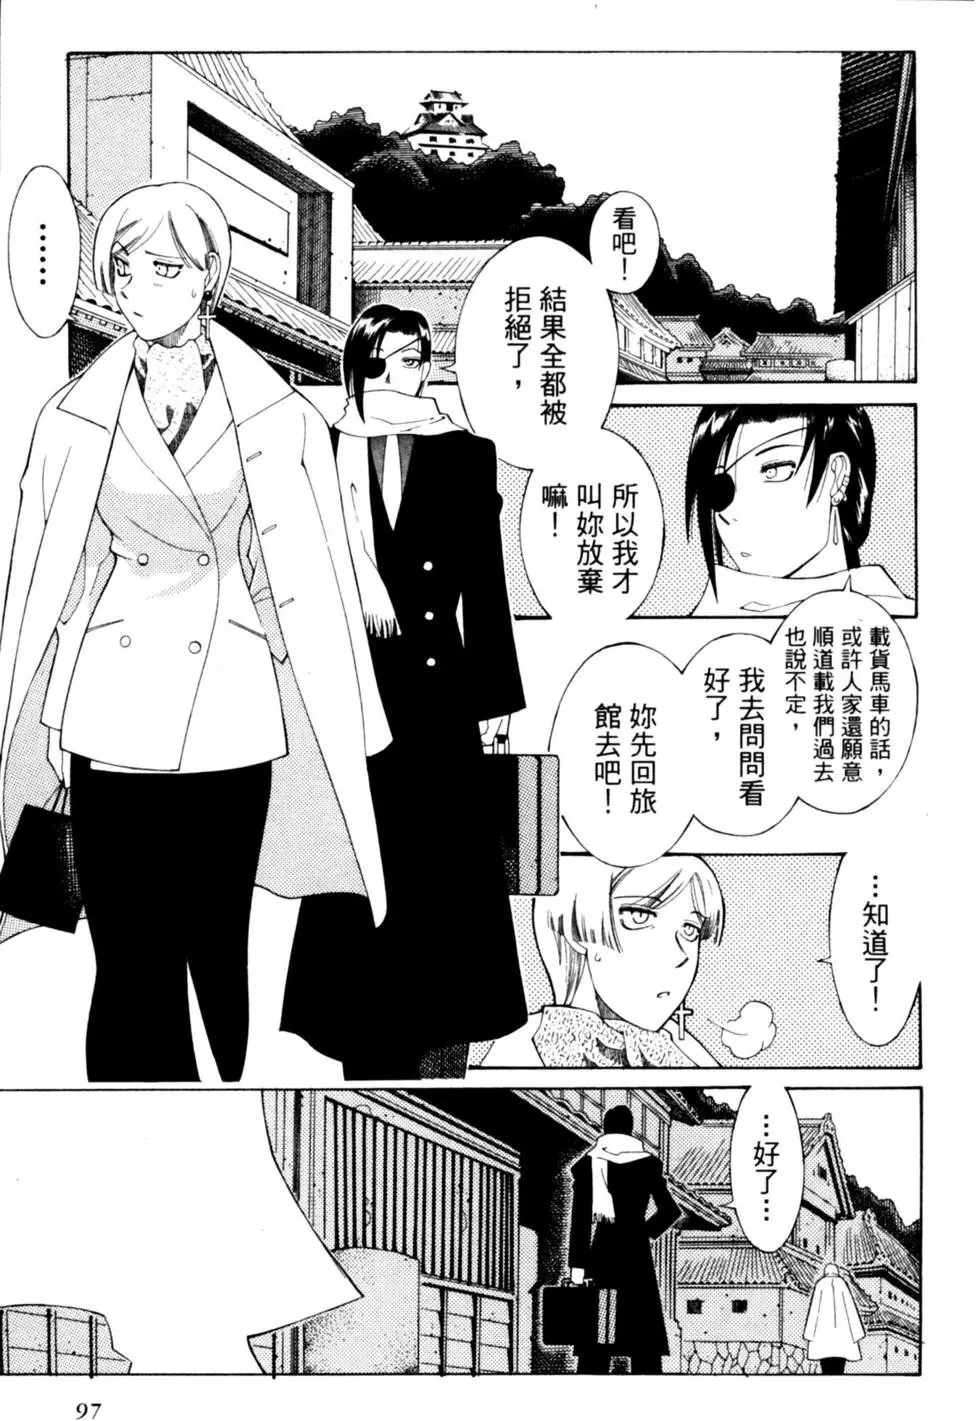 看吧！
結果全都被
拒絕了，
所以我才
叫妳放棄
嘛！
……
載貨馬車的話，
或許人家還願意
順道載我們過去
也說不定，
我去問問看
好了，
妳先回旅
館去吧！
…知道了！
…好了…
97